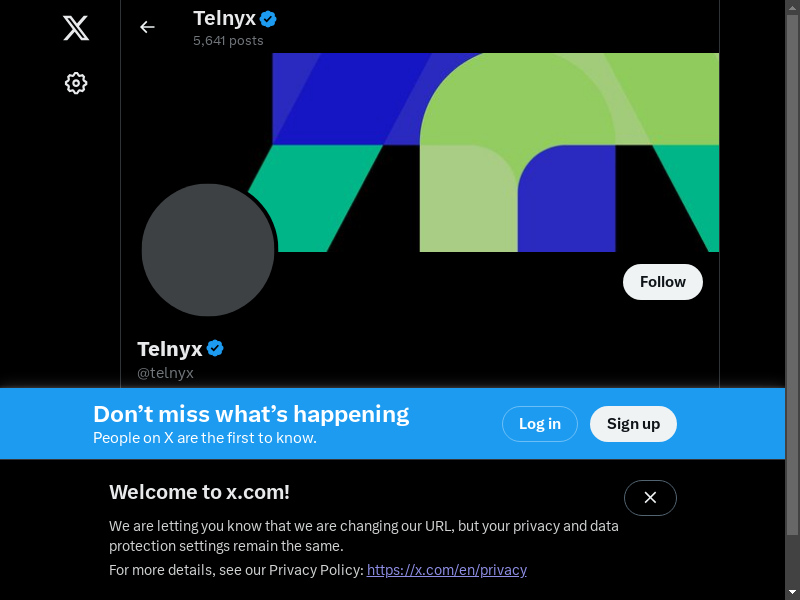 Telnyx
5,641 posts
Follow
Telnyx
@telnyx
Don’t miss what’s happening
People on X are the first to know.
Log in
Sign up
Welcome to x.com!
We are letting you know that we are changing our URL, but your privacy and data
protection settings remain the same.
For more details, see our Privacy Policy: https://x.com/en/privacy